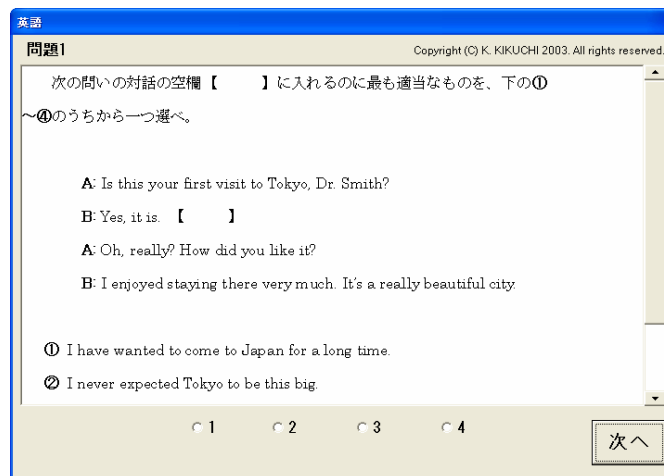 英語
問題1
Copyright (C) K. KIKUCHI 2003. All rights reserved.
次の問いの対話の空欄【　　】に入れるのに最も適当なものを、下の①
～④のうちから一つ選べ。
A: Is this your first visit to Tokyo, Dr. Smith?
B: Yes, it is. 【　　】
A: Oh, really? How did you like it?
B: I enjoyed staying there very much. It's a really beautiful city.
① I have wanted to come to Japan for a long time.
② I never expected Tokyo to be this big.
1 2 3 4
次へ